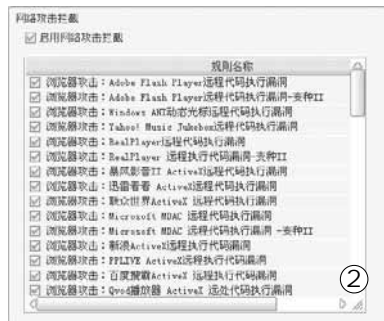 网络攻击拦截
启用网络攻击拦截
规则名称
浏览器攻击：Adobe Flash Player远程代码执行漏洞
浏览器攻击：Adobe Flash Player远程代码执行漏洞-变种II
浏览器攻击：Windows ANI动态光标远程代码执行漏洞
浏览器攻击：Yahoo! Music Jukebox远程代码执行漏洞
浏览器攻击：RealPlayer远程代码执行漏洞
浏览器攻击：RealPlayer 远程执行代码漏洞-变种II
浏览器攻击：暴风影音II ActiveX远程代码执行漏洞
浏览器攻击：迅雷看看 ActiveX远程代码执行漏洞
浏览器攻击：联众世界ActiveX 远程执行代码漏洞
浏览器攻击：Microsoft MDAC 远程代码执行漏洞
浏览器攻击：Microsoft MDAC 远程代码执行漏洞 -变种II
浏览器攻击：新浪ActiveX远程执行代码漏洞
浏览器攻击：PPLIVE ActiveX远程执行代码漏洞
浏览器攻击：百度搜霸ActiveX 远程执行代码漏洞
浏览器攻击：Qvod播放器 ActiveX 远处代码执行漏洞
②